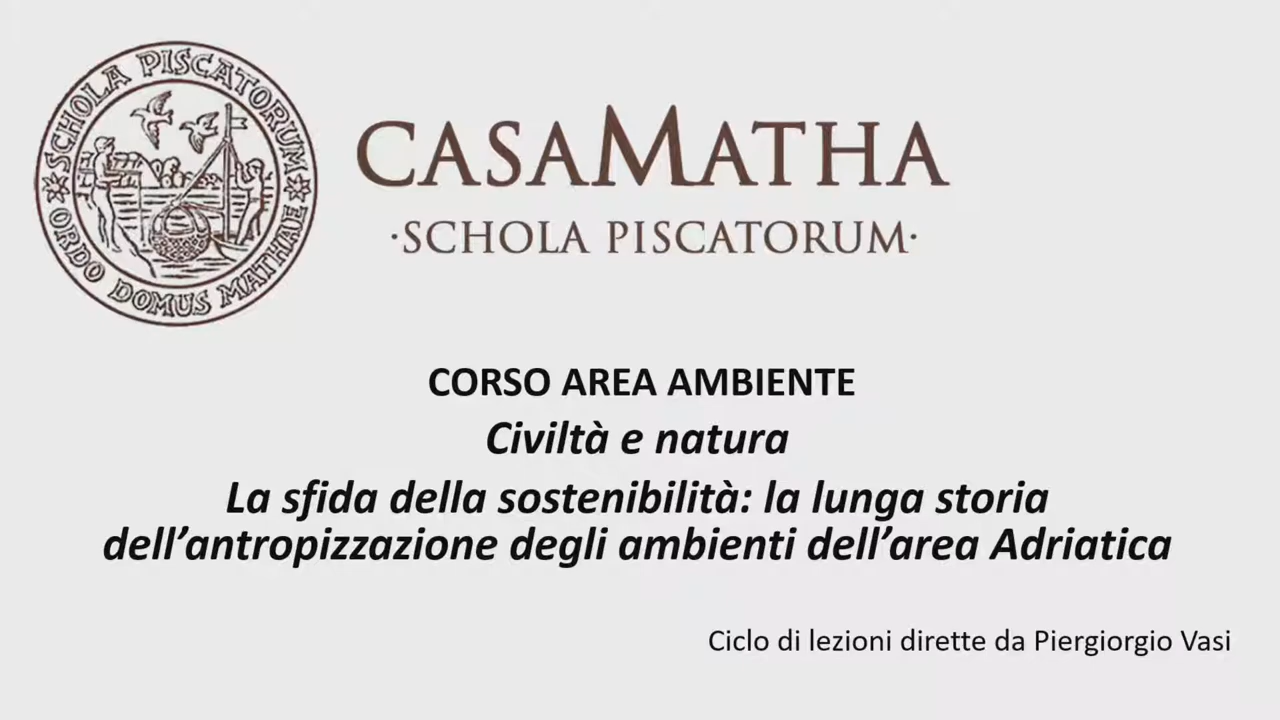 SCHOLA PISCATORUM
ORDO DOMUS MATHAE
CASAMATHA
·SCHOLA PISCATORUM·
CORSO AREA AMBIENTE
Civiltà e natura
La sfida della sostenibilità: la lunga storia
dell’antropizzazione degli ambienti dell’area Adriatica
Ciclo di lezioni dirette da Piergiorgio Vasi